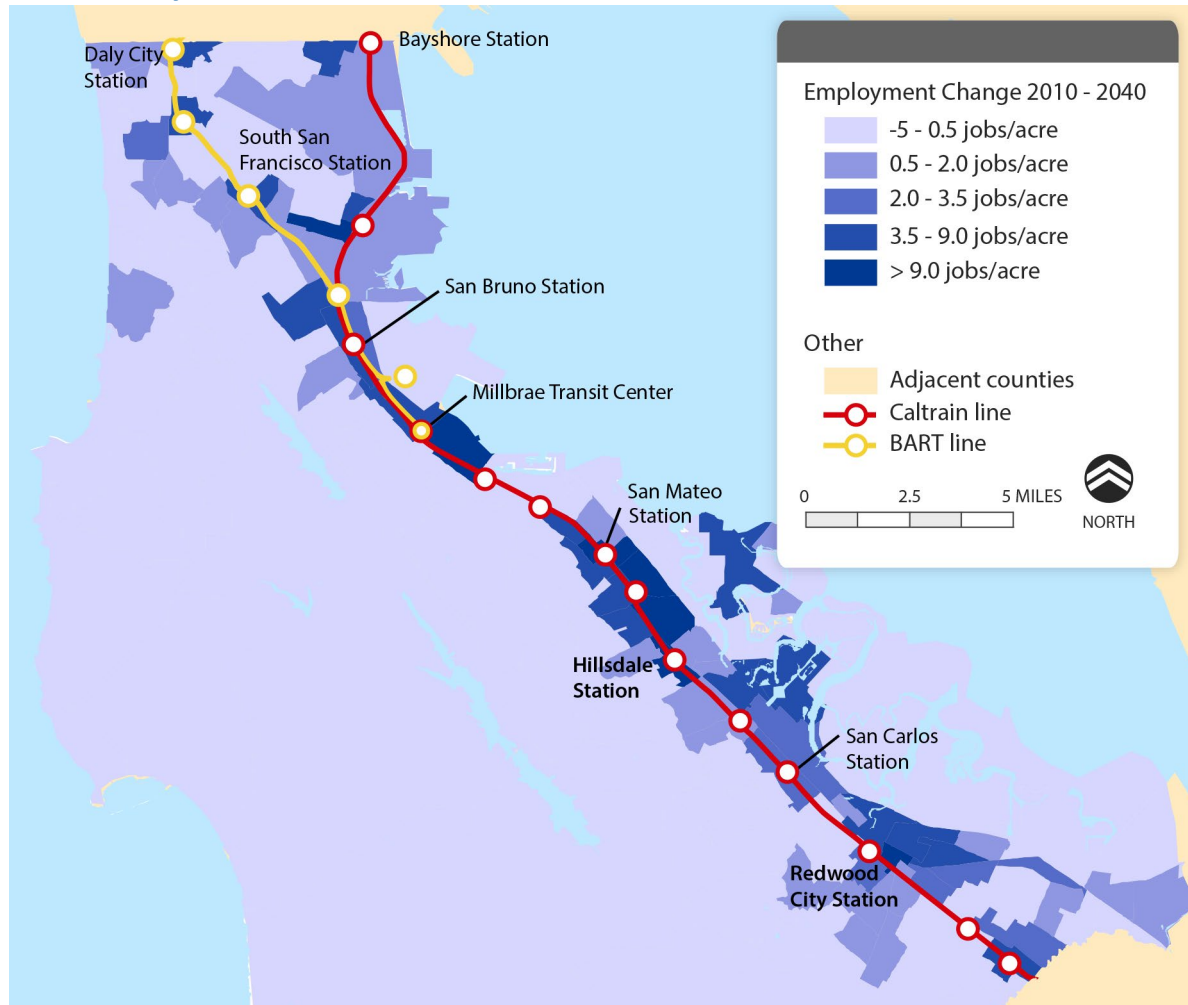 Daly City
Station
Bayshore Station
South San
Francisco Station
San Bruno Station
Millbrae Transit Center
San Mateo
Station
Hillsdale
Station
San Carlos
Station
Redwood
City Station
Employment Change 2010 - 2040
-5 - 0.5 jobs/acre
0.5 - 2.0 jobs/acre
2.0 - 3.5 jobs/acre
3.5 - 9.0 jobs/acre
> 9.0 jobs/acre
Other
Adjacent counties
Caltrain line
BART line
0 2.5 5 MILES
NORTH